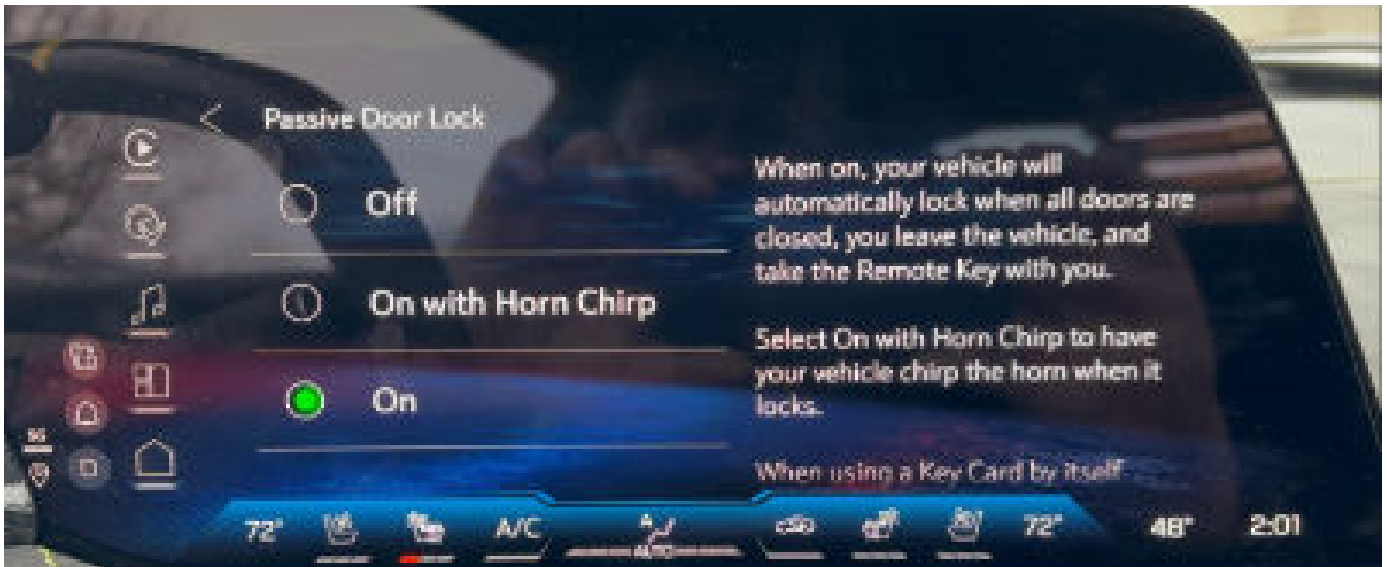 Passive Door Lock
Off
On with Horn Chirp
On
When on, your vehicle will
automatically lock when all doors are
closed, you leave the vehicle, and
take the Remote Key with you.
Select On with Horn Chirp to have
your vehicle chirp the horn when it
locks.
When using a Key Card by itself
5G
72° A/C AUTO 72° 48° 2:01